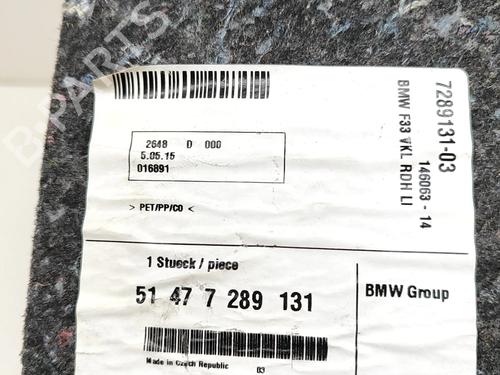 2648 D 000
5.05.15
016891
> PET/PP/CO <
7289131-03
BMW F33 VKL RDH LI
146063 - 14
1 Stueck / piece
51 47 7 289 131
BMW Group
Made in Czech Republic 03
B-PARTS